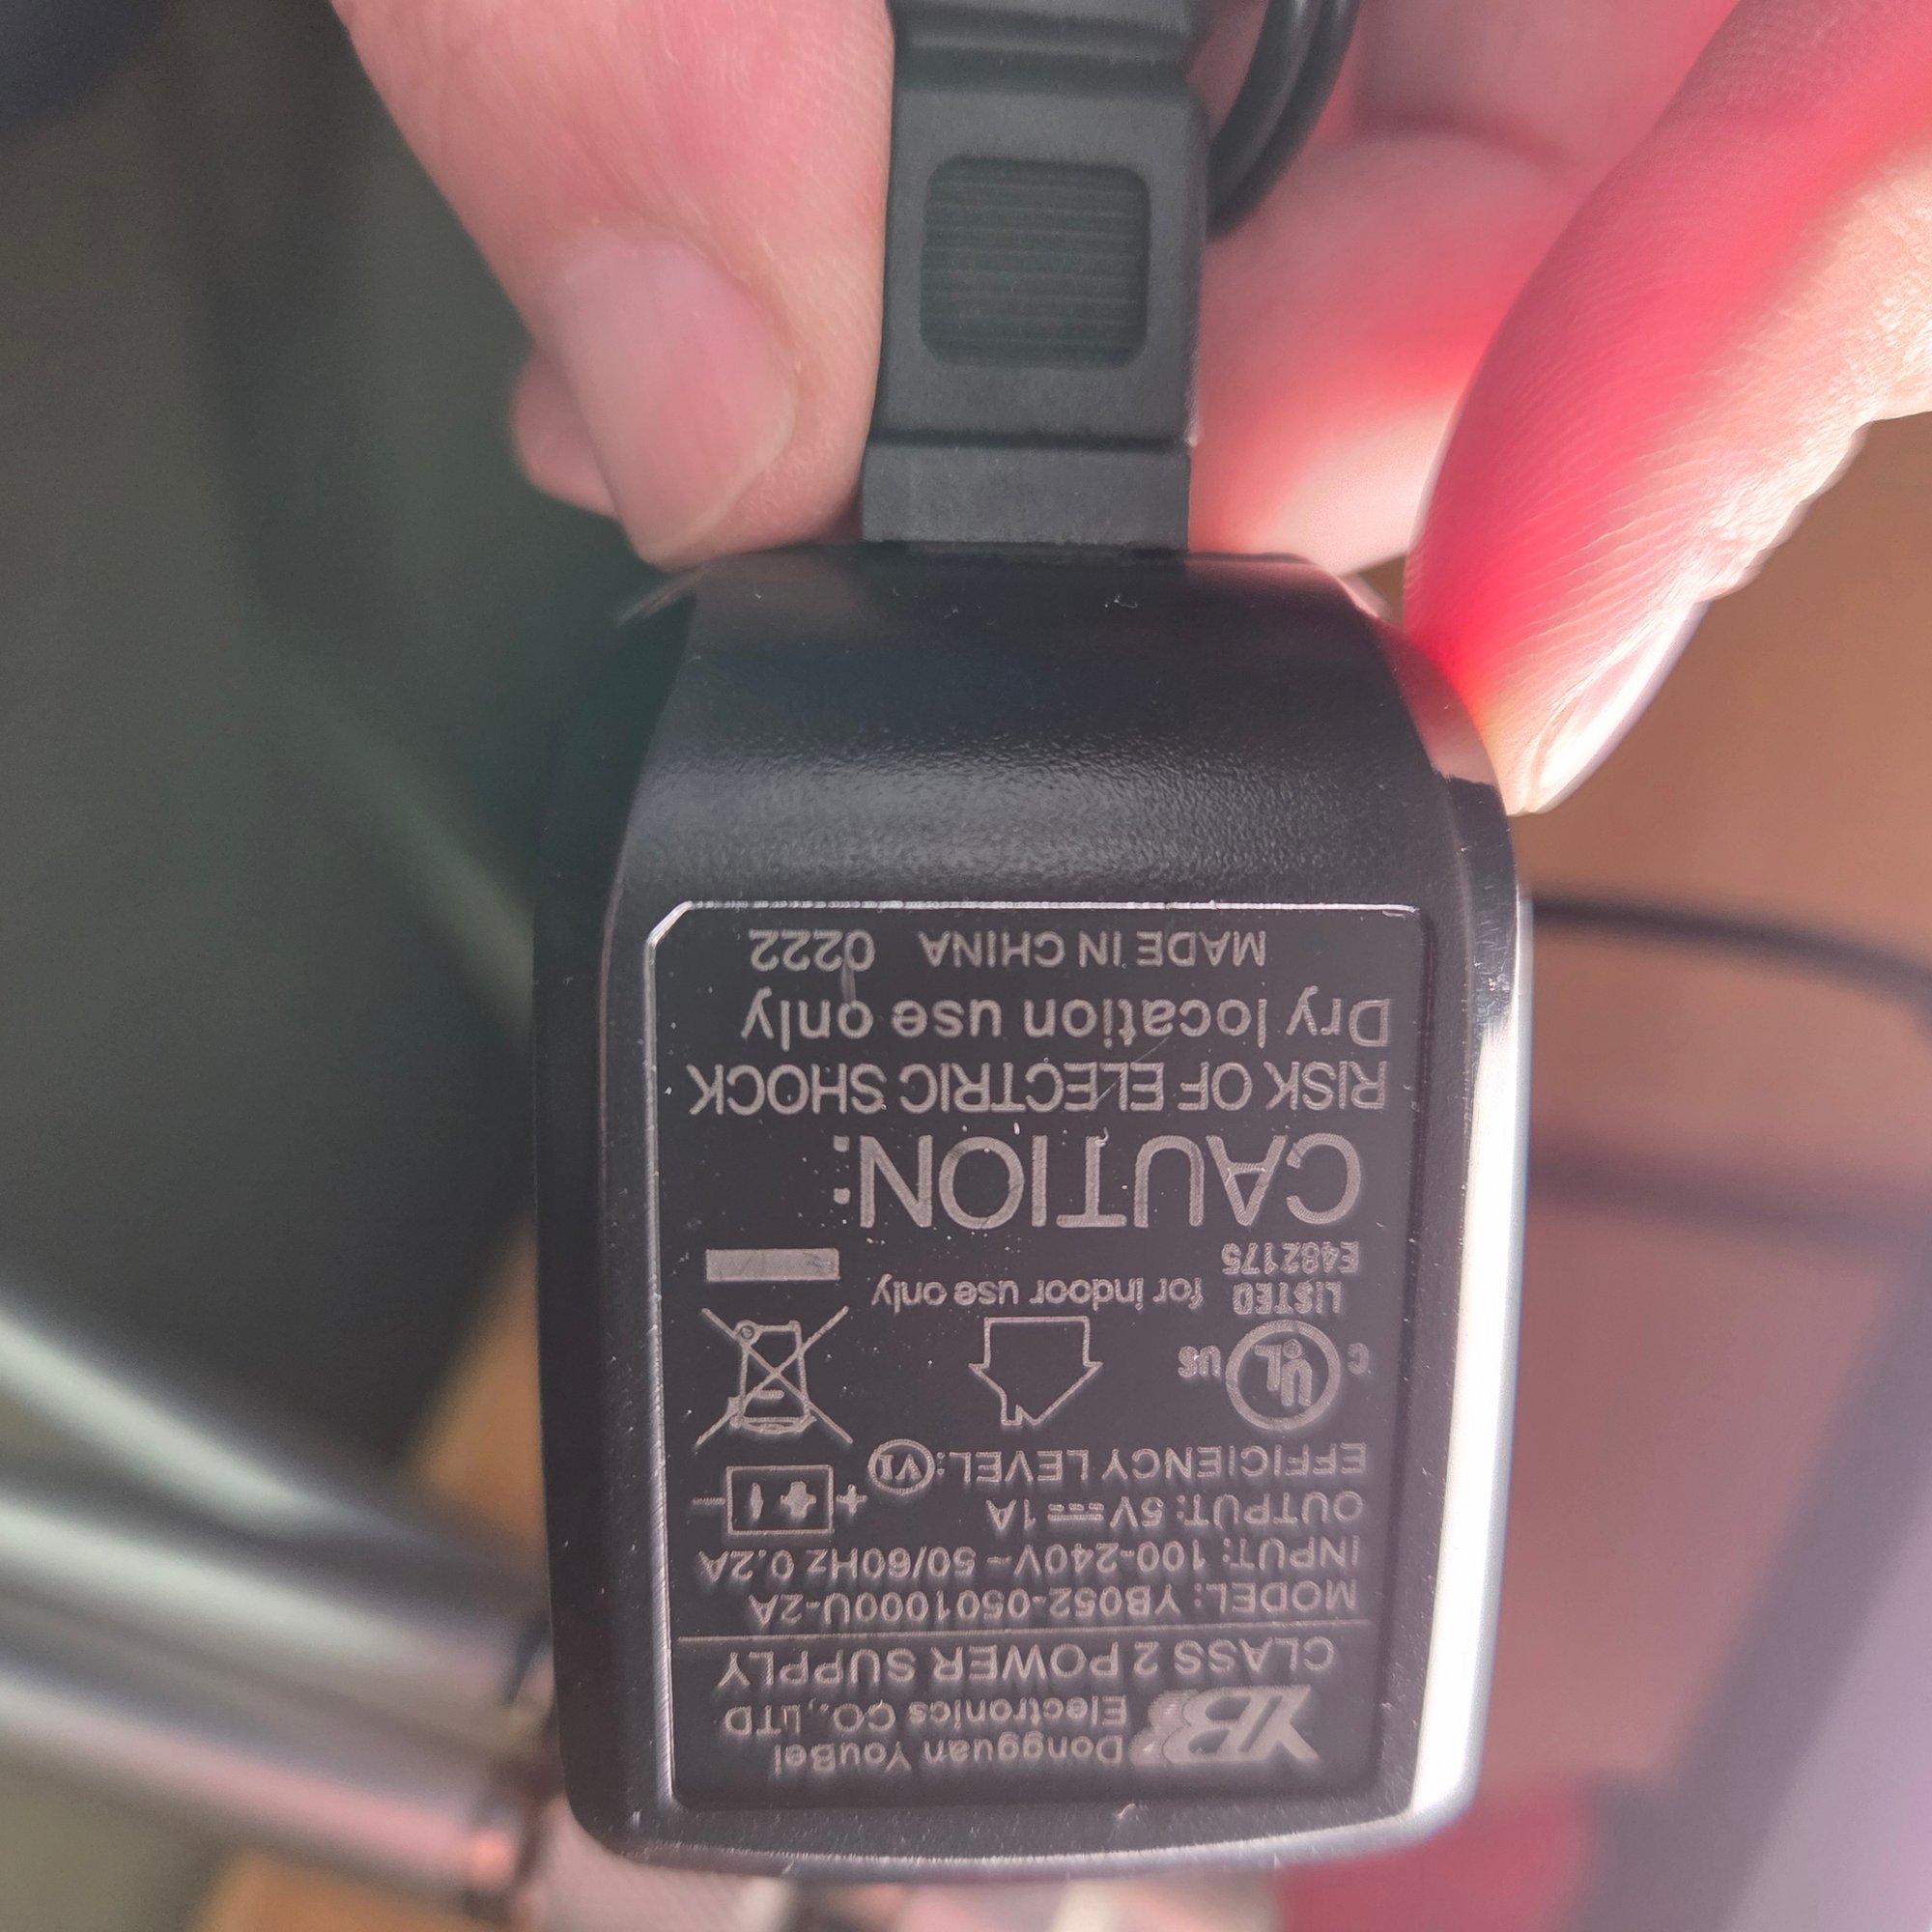 YB Dongguan YouBei
Electronics CO.,LTD
CLASS 2 POWER SUPPLY
MODEL: YB052-0501000U-2A
INPUT: 100-240V~50/60Hz 0.2A
OUTPUT: 5V⎓1A
EFFICIENCY LEVEL: VI
+ -
C UL US
LISTED
E482175
for indoor use only
CAUTION:
RISK OF ELECTRIC SHOCK
Dry location use only
MADE IN CHINA 0222